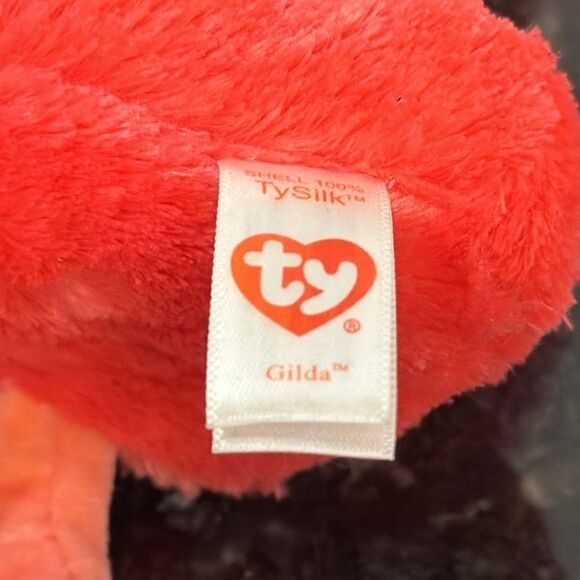 SHELL 100%
TySilk™
ty
®
Gilda™